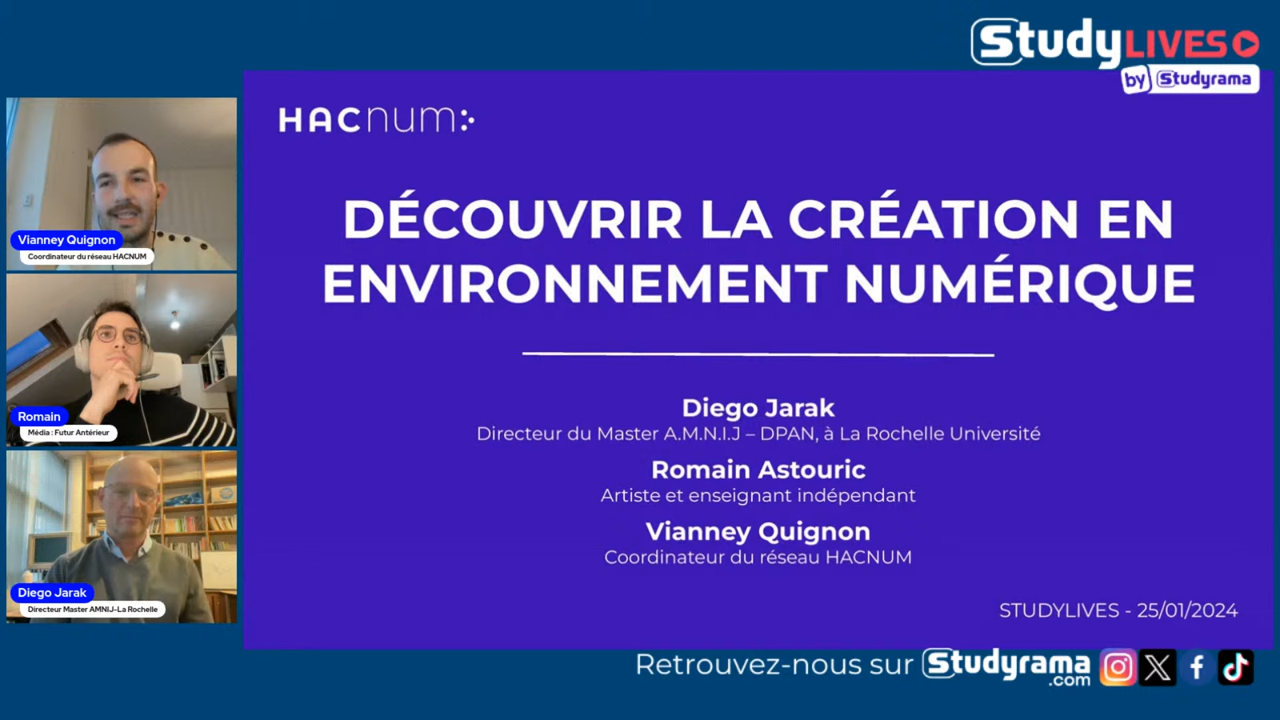 StudyLIVES
by Studyrama
HACnum
DÉCOUVRIR LA CRÉATION EN
ENVIRONNEMENT NUMÉRIQUE
Diego Jarak
Directeur du Master A.M.N.I.J – DPAN, à La Rochelle Université
Romain Astouric
Artiste et enseignant indépendant
Vianney Quignon
Coordinateur du réseau HACNUM
STUDYLIVES - 25/01/2024
Vianney Quignon
Coordinateur du réseau HACNUM
Romain
Média : Futur Antérieur
Diego Jarak
Directeur Master AMNIJ-La Rochelle
Retrouvez-nous sur Studyrama
.com